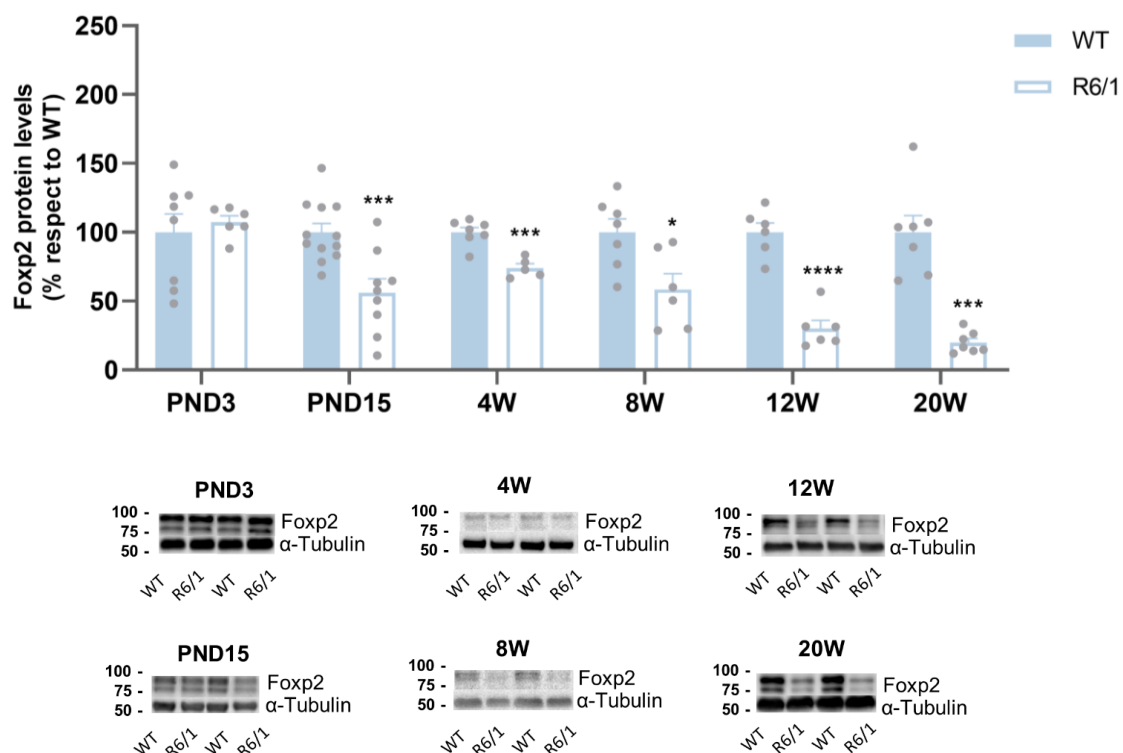 Foxp2 protein levels
(% respect to WT)
250
200
150
100
50
0
WT
R6/1
***
***
*
****
***
PND3 PND15 4W 8W 12W 20W
PND3
100 -
75 -
50 -
Foxp2
α-Tubulin
WT R6/1 WT R6/1
4W
100 -
75 -
50 -
Foxp2
α-Tubulin
WT R6/1 WT R6/1
12W
100 -
75 -
50 -
Foxp2
α-Tubulin
WT R6/1 WT R6/1
PND15
100 -
75 -
50 -
Foxp2
α-Tubulin
WT R6/1 WT R6/1
8W
100 -
75 -
50 -
Foxp2
α-Tubulin
WT R6/1 WT R6/1
20W
100 -
75 -
50 -
Foxp2
α-Tubulin
WT R6/1 WT R6/1